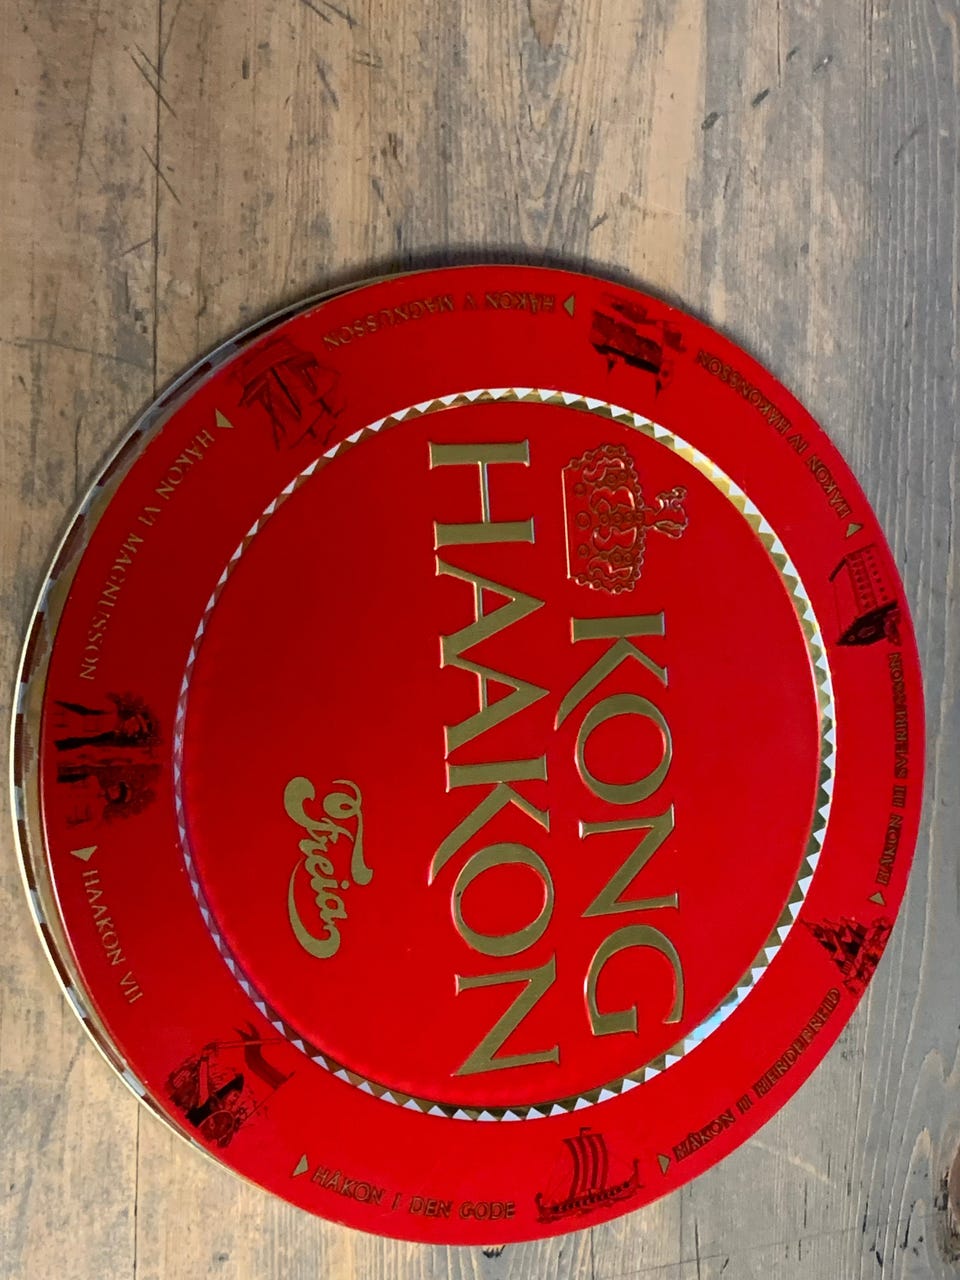 KONG
HAAKON
Freia
HÅKON I DEN GODE
HÅKON II HERDEBREID
HÅKON III SVERRESSON
HÅKON IV HÅKONSSON
HÅKON V MAGNUSSON
HÅKON VI MAGNUSSON
HAAKON VII